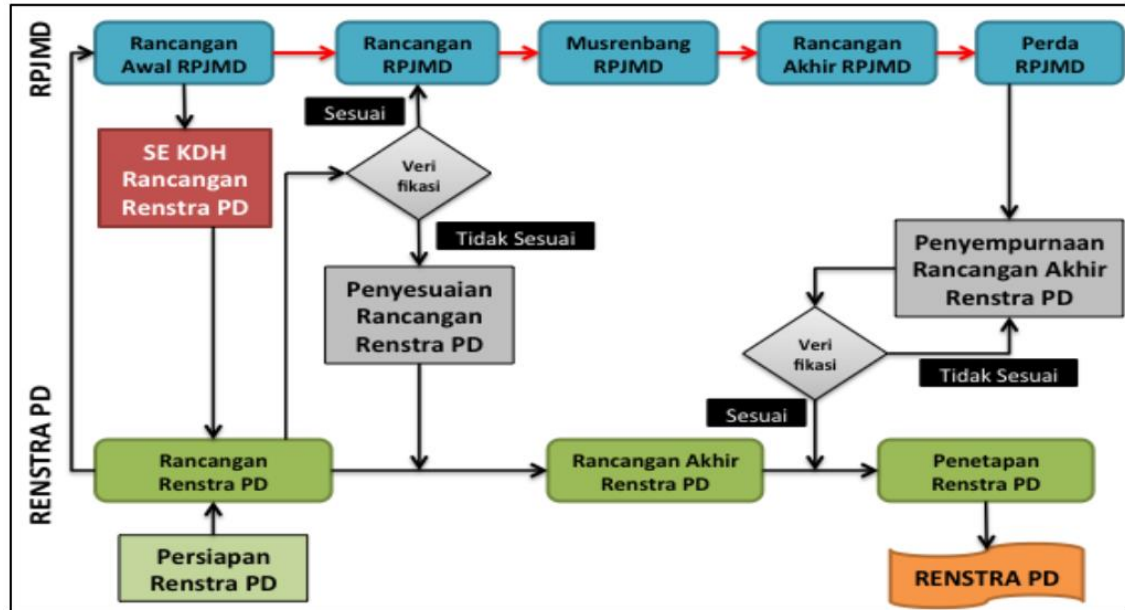 RPJMD
Rancangan
Awal RPJMD
Rancangan
RPJMD
Musrenbang
RPJMD
Rancangan
Akhir RPJMD
Perda
RPJMD
Sesuai
SE KDH
Rancangan
Renstra PD
Veri
fikasi
Tidak Sesuai
Penyesuaian
Rancangan
Renstra PD
Penyempurnaan
Rancangan Akhir
Renstra PD
Veri
fikasi
Tidak Sesuai
Sesuai
RENSTRA PD
Rancangan
Renstra PD
Rancangan Akhir
Renstra PD
Penetapan
Renstra PD
Persiapan
Renstra PD
RENSTRA PD